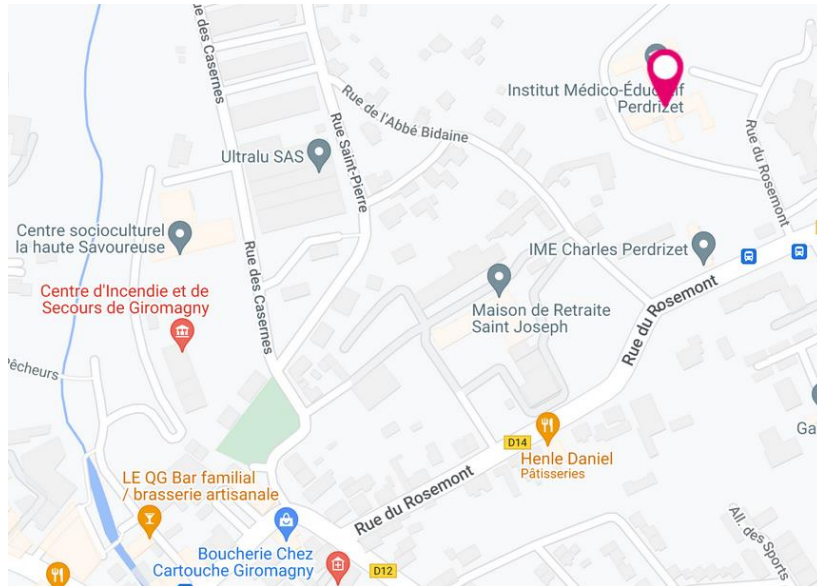 Rue des Casernes
Institut Médico-Éducatif
Perdrizet
Rue de l'Abbé Bidaine
Rue Saint-Pierre
Ultralu SAS
Rue du Rosemont
Centre socioculturel
la haute Savoureuse
IME Charles Perdrizet
Rue des Casernes
Centre d'Incendie et de
Secours de Giromagny
Maison de Retraite
Saint Joseph
Rue du Rosemont
Pêcheurs
Ga
D14
Henle Daniel
Pâtisseries
LE QG Bar familial
/ brasserie artisanale
Rue du Rosemont
All. des Sports
Boucherie Chez
Cartouche Giromagny
D12